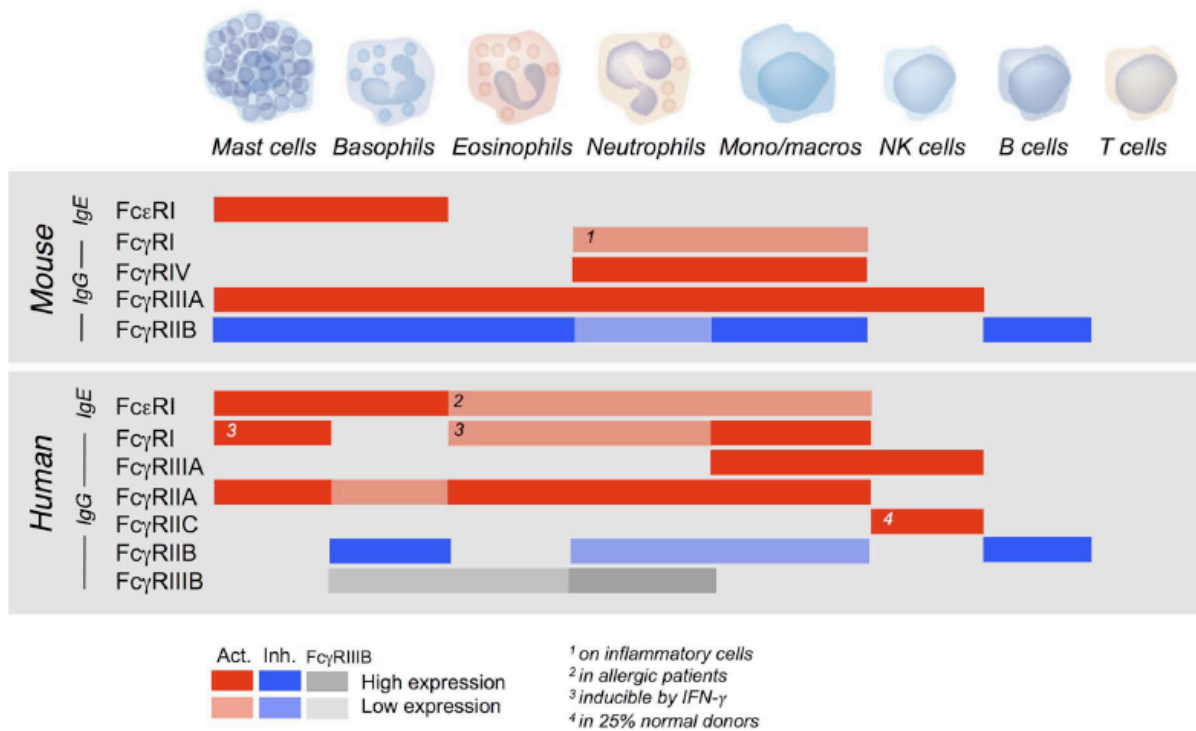 Mast cells Basophils Eosinophils Neutrophils Mono/macros NK cells B cells T cells
Mouse
IgE
FcεRI
IgG
FcγRI 1
FcγRIV
FcγRIIIA
FcγRIIB
Human
IgE
FcεRI 2
IgG
FcγRI 3 3
FcγRIIIA
FcγRIIA
FcγRIIC 4
FcγRIIB
FcγRIIIB
Act. Inh. FcγRIIIB
High expression
Low expression
1 on inflammatory cells
2 in allergic patients
3 inducible by IFN-γ
4 in 25% normal donors